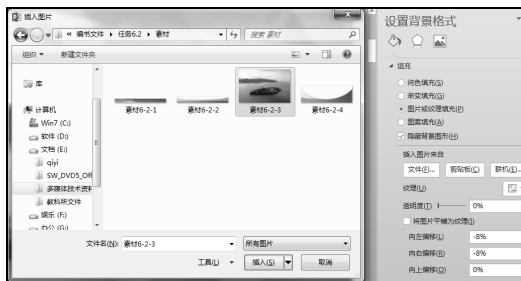 插入图片
« 编书文件 ▸ 任务6.2 ▸ 素材
搜索 素材
组织 ▾ 新建文件夹
库
计算机
Win7 (C:)
软件 (D:)
文档 (E:)
qiyi
SW_DVD5_Off
多媒体技术资料
教科所文件
娱乐 (F:)
办公 (G:)
素材6-2-1
素材6-2-2
素材6-2-3
素材6-2-4
文件名(N): 素材6-2-3
所有图片
工具(L) ▾ 插入(S) ▾ 取消
设置背景格式
填充
纯色填充(S)
渐变填充(G)
图片或纹理填充(P)
图案填充(A)
隐藏背景图形(H)
插入图片来自
文件(F)... 剪贴板(C) 联机(E)...
纹理(U)
透明度(T) 0%
将图片平铺为纹理(I)
向左偏移(L) -8%
向右偏移(R) -8%
向上偏移(O) 0%